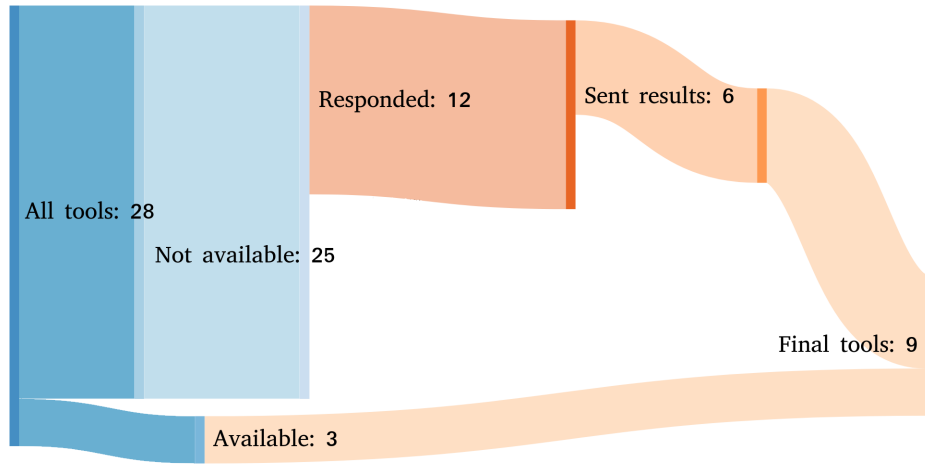 Responded: 12
Sent results: 6
All tools: 28
Not available: 25
Final tools: 9
Available: 3